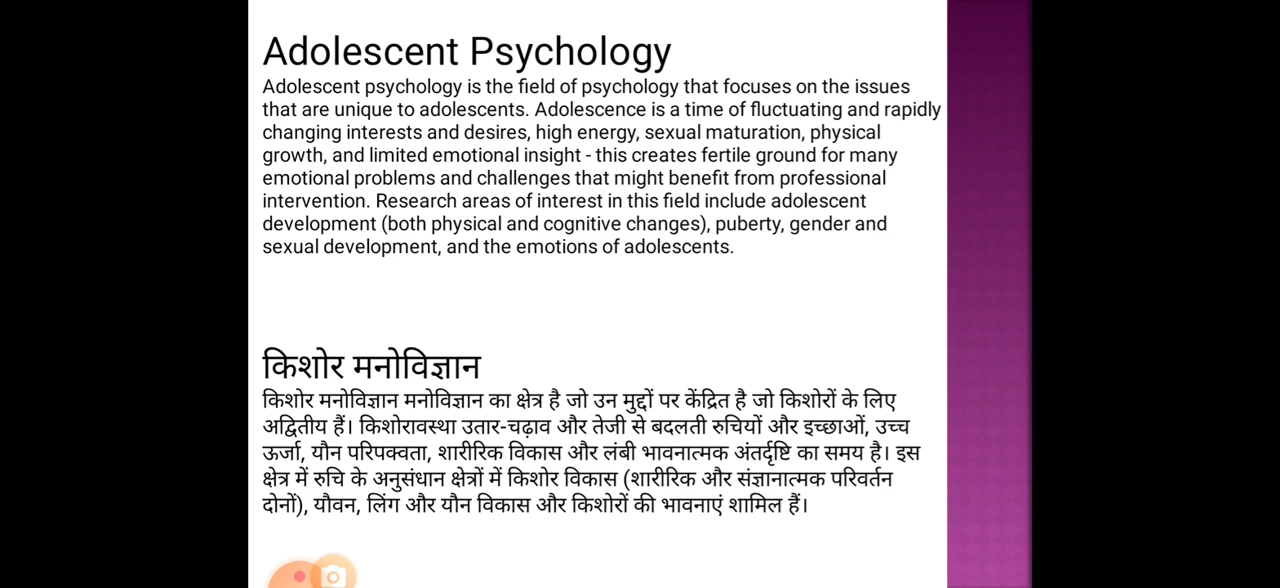 Adolescent Psychology
Adolescent psychology is the field of psychology that focuses on the issues
that are unique to adolescents. Adolescence is a time of fluctuating and rapidly
changing interests and desires, high energy, sexual maturation, physical
growth, and limited emotional insight - this creates fertile ground for many
emotional problems and challenges that might benefit from professional
intervention. Research areas of interest in this field include adolescent
development (both physical and cognitive changes), puberty, gender and
sexual development, and the emotions of adolescents.
किशोर मनोविज्ञान
किशोर मनोविज्ञान मनोविज्ञान का क्षेत्र है जो उन मुद्दों पर केंद्रित है जो किशोरों के लिए
अद्वितीय हैं। किशोरावस्था उतार-चढ़ाव और तेजी से बदलती रुचियों और इच्छाओं, उच्च
ऊर्जा, यौन परिपक्वता, शारीरिक विकास और लंबी भावनात्मक अंतर्दृष्टि का समय है। इस
क्षेत्र में रुचि के अनुसंधान क्षेत्रों में किशोर विकास (शारीरिक और संज्ञानात्मक परिवर्तन
दोनों), यौवन, लिंग और यौन विकास और किशोरों की भावनाएं शामिल हैं।